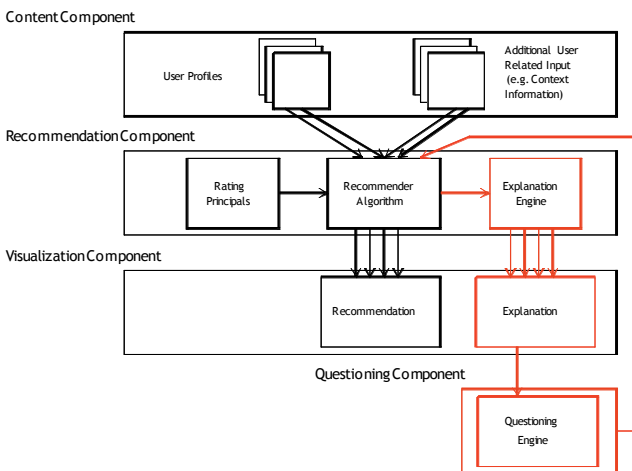 Content Component
User Profiles
Additional User
Related Input
(e.g. Context
Information)
Recommendation Component
Rating
Principals
Recommender
Algorithm
Explanation
Engine
Visualization Component
Recommendation
Explanation
Questioning Component
Questioning
Engine